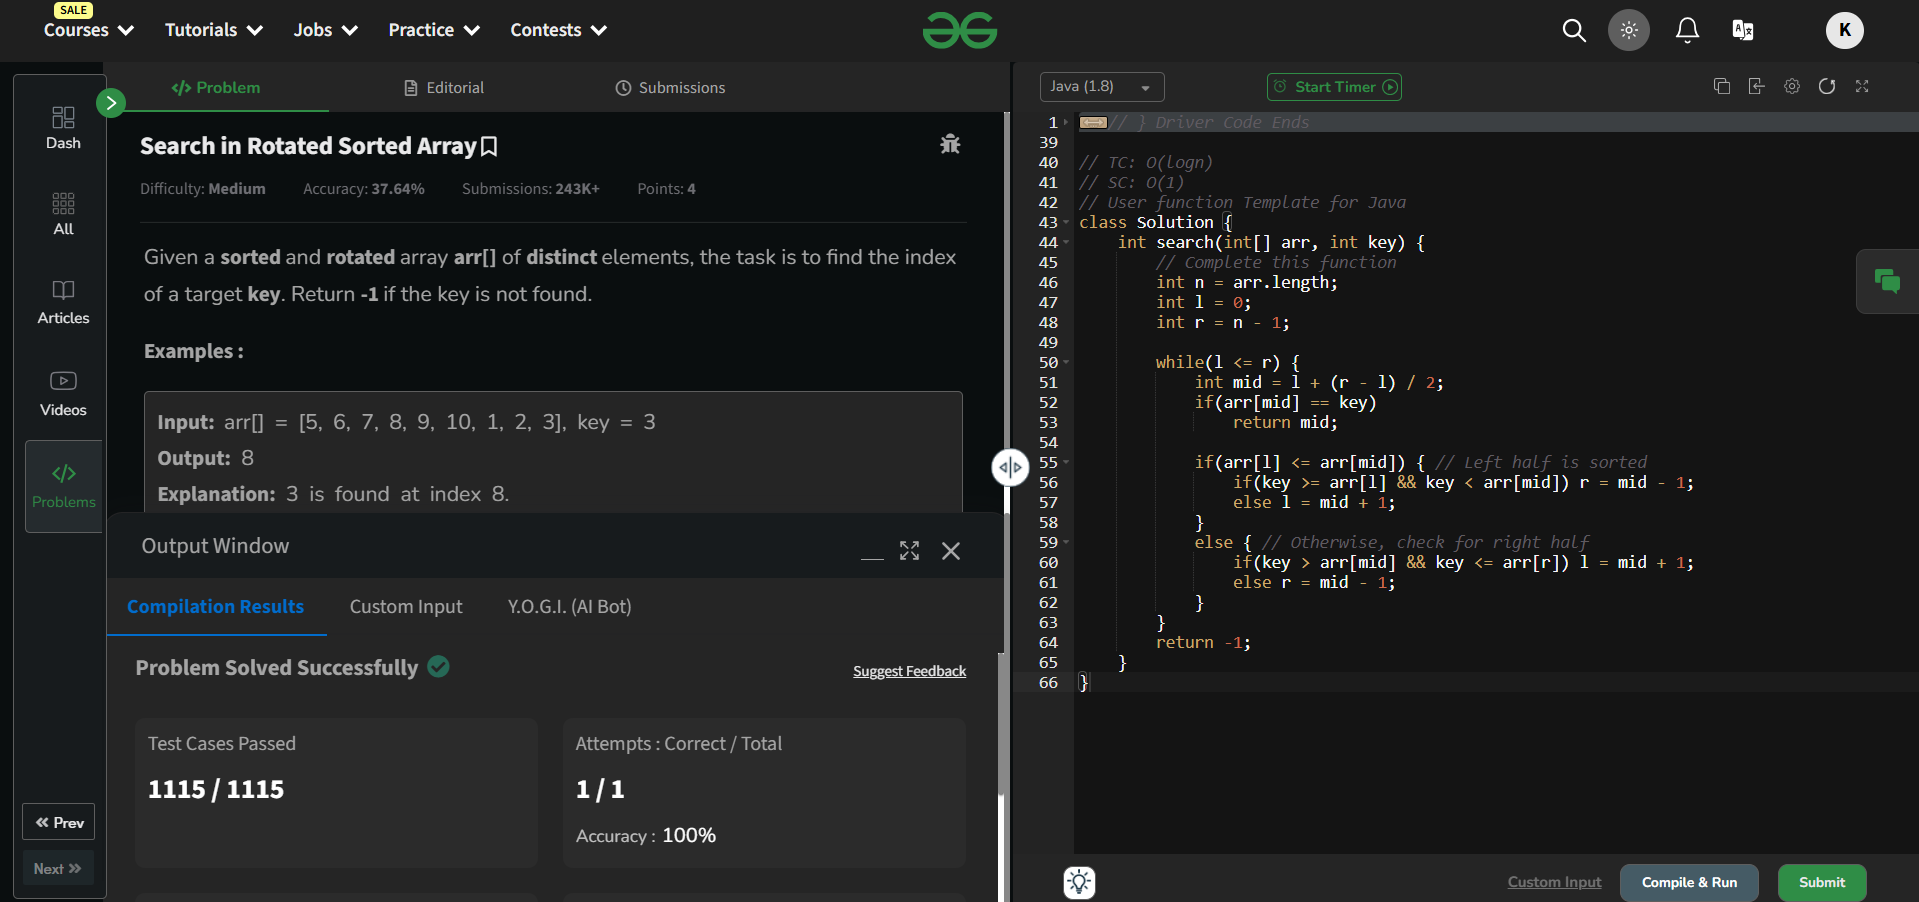 SALE
Courses Tutorials Jobs Practice Contests
K
Dash
All
Articles
Videos
</>
Problems
Prev
Next
</> Problem Editorial Submissions
Search in Rotated Sorted Array
Difficulty: Medium Accuracy: 37.64% Submissions: 243K+ Points: 4
Given a sorted and rotated array arr[] of distinct elements, the task is to find the index
of a target key. Return -1 if the key is not found.
Examples :
Input: arr[] = [5, 6, 7, 8, 9, 10, 1, 2, 3], key = 3
Output: 8
Explanation: 3 is found at index 8.
Output Window
Compilation Results Custom Input Y.O.G.I. (AI Bot)
Problem Solved Successfully
Suggest Feedback
Test Cases Passed
1115 / 1115
Attempts : Correct / Total
1 / 1
Accuracy : 100%
Java (1.8) Start Timer
1 // } Driver Code Ends
39
40 // TC: O(logn)
41 // SC: O(1)
42 // User function Template for Java
43 class Solution {
44 int search(int[] arr, int key) {
45 // Complete this function
46 int n = arr.length;
47 int l = 0;
48 int r = n - 1;
49
50 while(l <= r) {
51 int mid = l + (r - l) / 2;
52 if(arr[mid] == key)
53 return mid;
54
55 if(arr[l] <= arr[mid]) { // Left half is sorted
56 if(key >= arr[l] && key < arr[mid]) r = mid - 1;
57 else l = mid + 1;
58 }
59 else { // Otherwise, check for right half
60 if(key > arr[mid] && key <= arr[r]) l = mid + 1;
61 else r = mid - 1;
62 }
63 }
64 return -1;
65 }
66 }
Custom Input Compile & Run Submit